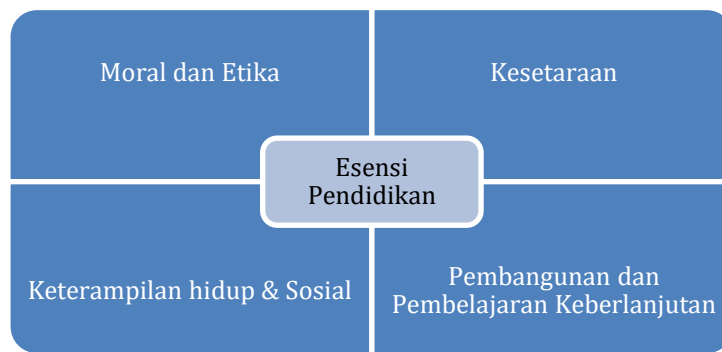 Moral dan Etika
Kesetaraan
Esensi
Pendidikan
Keterampilan hidup & Sosial
Pembangunan dan
Pembelajaran Keberlanjutan